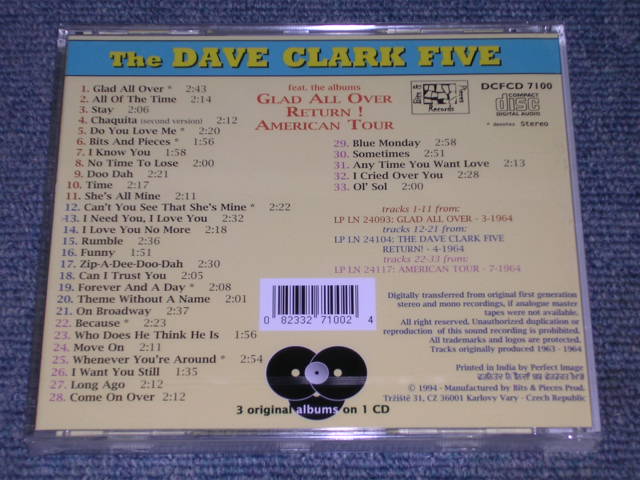 The DAVE CLARK FIVE
1. Glad All Over * 2:43
2. All Of The Time 2:14
3. Stay 2:06
4. Chaquita (second version) 2:12
5. Do You Love Me * 2:20
6. Bits And Pieces * 1:56
7. I Know You 1:58
8. No Time To Lose 2:00
9. Doo Dah 2:21
10. Time 2:17
11. She's All Mine 2:11
12. Can't You See That She's Mine * 2:22
13. I Need You, I Love You 2:32
14. I Love You No More 2:18
15. Rumble 2:36
16. Funny 1:51
17. Zip-A-Dee-Doo-Dah 2:30
18. Can I Trust You 2:05
19. Forever And A Day * 2:08
20. Theme Without A Name 2:01
21. On Broadway 2:37
22. Because * 2:23
23. Who Does He Think He Is 1:56
24. Move On 2:11
25. Whenever You're Around * 2:54
26. I Want You Still 1:35
27. Long Ago 2:12
28. Come On Over 2:12
feat. the albums
GLAD ALL OVER
RETURN !
AMERICAN TOUR
Records
DCFCD 7100
COMPACT
disc
DIGITAL AUDIO
* denotes Stereo
29. Blue Monday 2:58
30. Sometimes 2:51
31. Any Time You Want Love 2:13
32. I Cried Over You 2:28
33. Ol' Sol 2:00
tracks 1-11 from:
LP LN 24093: GLAD ALL OVER - 3-1964
tracks 12-21 from:
LP LN 24104: THE DAVE CLARK FIVE
RETURN! - 4-1964
tracks 22-33 from:
LP LN 24117: AMERICAN TOUR - 7-1964
0 82332 71002 4
3 original albums on 1 CD
Digitally transferred from original first generation
stereo and mono recordings, if analogue master
tapes were not available.
All right reserved. Unauthorized duplication or
reproduction of this sound recording is prohibited.
All trademarks and logos are protected.
Tracks originally produced 1963 - 1964
Printed in India by Perfect Image
© 1994 - Manufactured by Bits & Pieces Prod.
Tržiště 31, CZ 36001 Karlovy Vary - Czech Republic